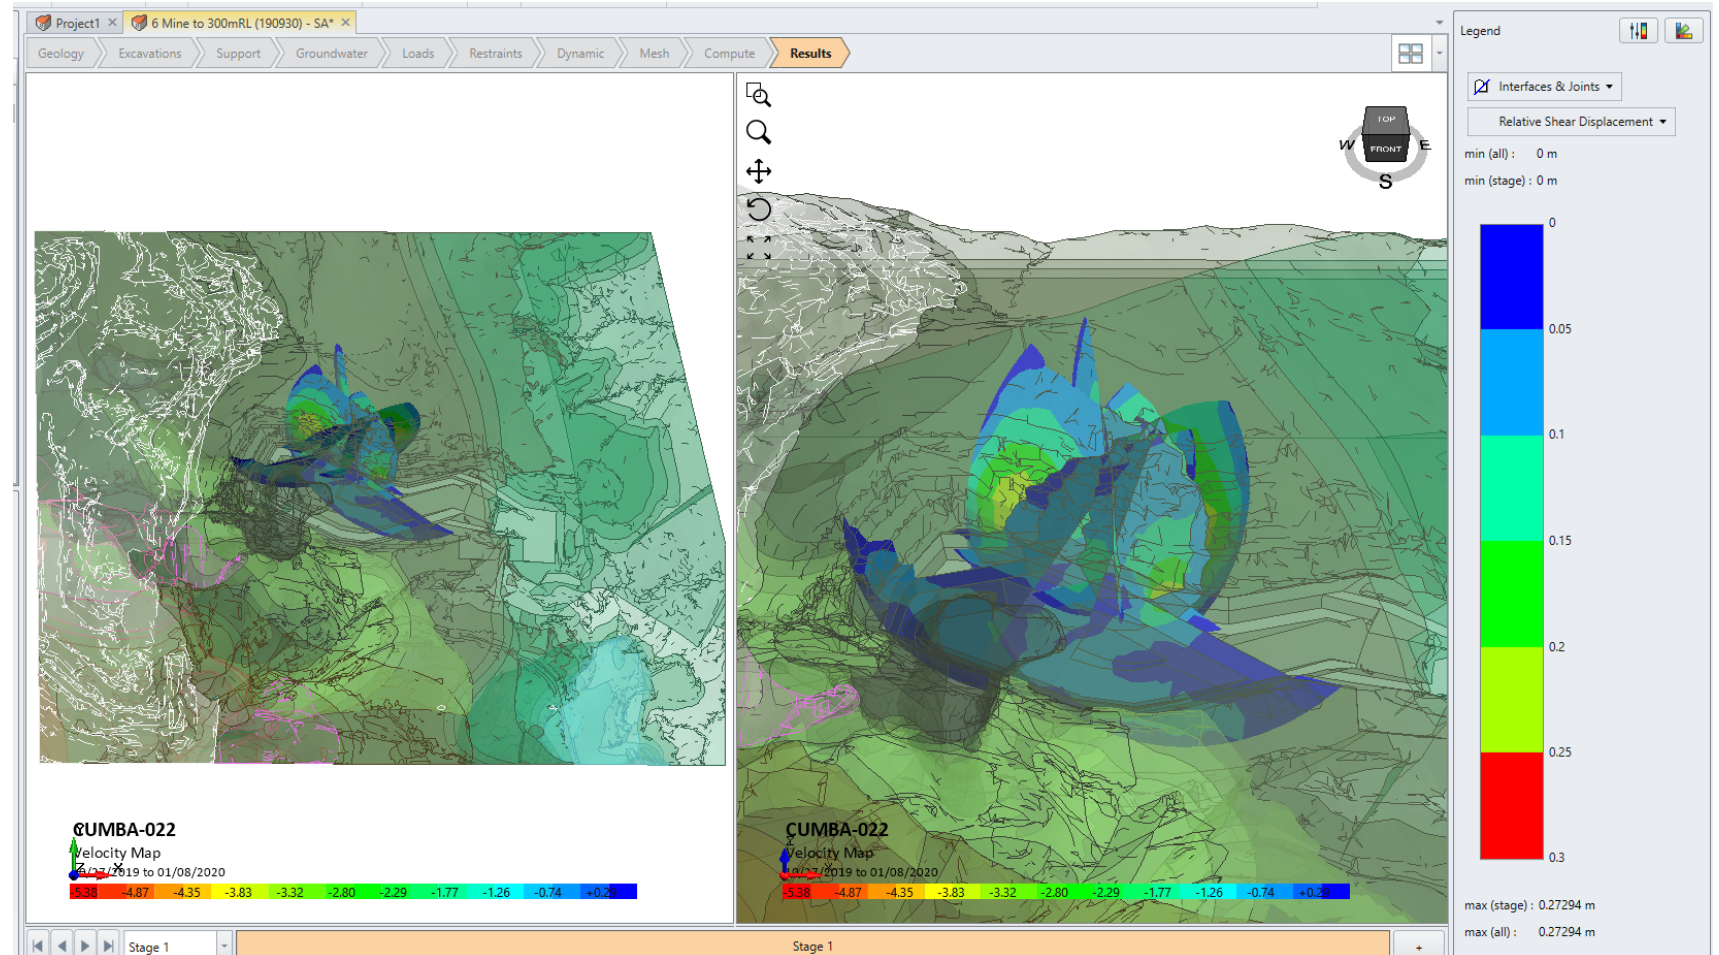 Project1
6 Mine to 300mRL (190930) - SA*
Geology Excavations Support Groundwater Loads Restraints Dynamic Mesh Compute Results
CUMBA-022
Velocity Map
2019 to 01/08/2020
-5.38 -4.87 -4.35 -3.83 -3.32 -2.80 -2.29 -1.77 -1.26 -0.74
TOP
FRONT
W E
S
CUMBA-022
Velocity Map
2019 to 01/08/2020
-5.38 -4.87 -4.35 -3.83 -3.32 -2.80 -2.29 -1.77 -1.26 -0.74
Stage 1
Stage 1
+
Legend
Interfaces & Joints
Relative Shear Displacement
min (all) : 0 m
min (stage) : 0 m
0
0.05
0.1
0.15
0.2
0.25
0.3
max (stage) : 0.27294 m
max (all) : 0.27294 m